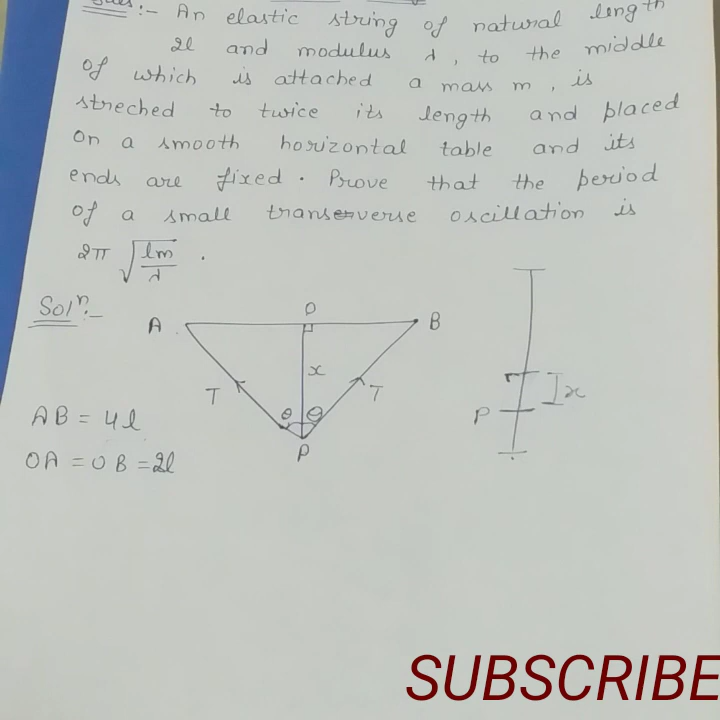 :- An elastic string of natural length
2l and modulus λ, to the middle
of which is attached a mass m, is
streched to twice its length and placed
on a smooth horizontal table and its
ends are fixed. Prove that the period
of a small transenverse oscillation is
2π √(lm/λ).
Solⁿ:-
A O B
x
T T
θ θ
P
AB = 4l
OA = OB = 2l
x
P
SUBSCRIBE